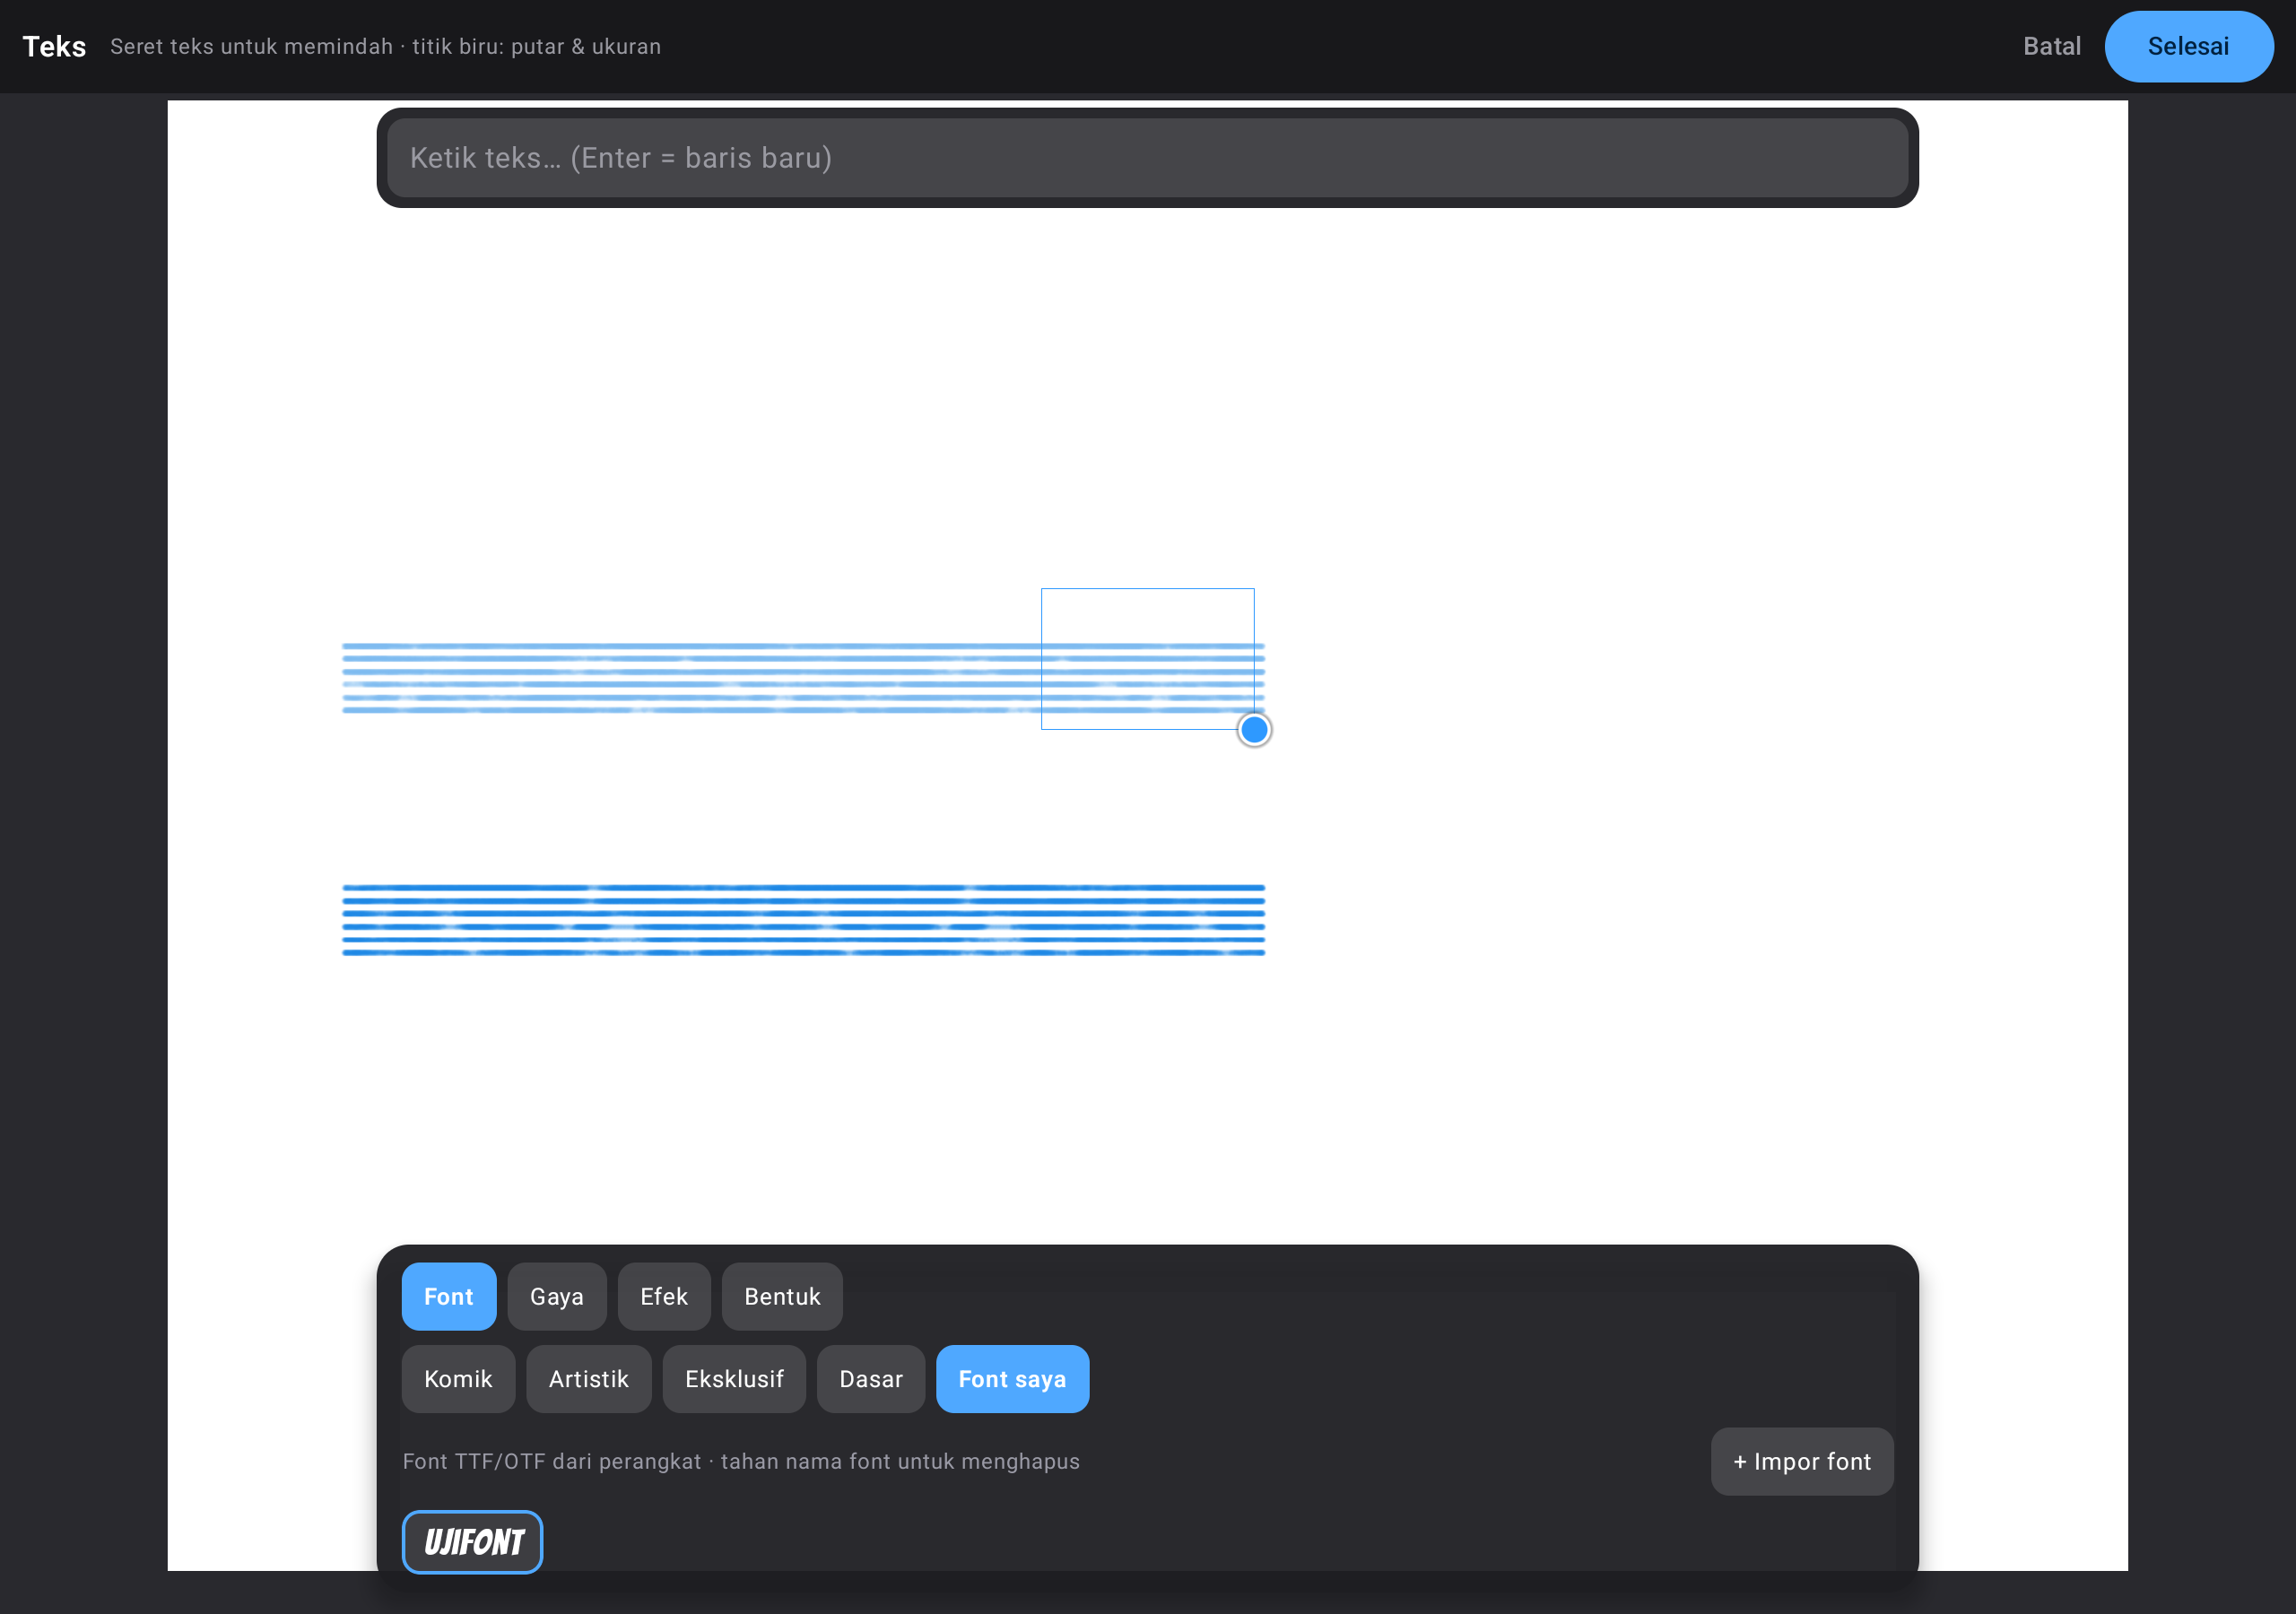 Teks Seret teks untuk memindah · titik biru: putar & ukuran Batal Selesai
Ketik teks… (Enter = baris baru)
Font Gaya Efek Bentuk
Komik Artistik Eksklusif Dasar Font saya
Font TTF/OTF dari perangkat · tahan nama font untuk menghapus + Impor font
UJIFONT